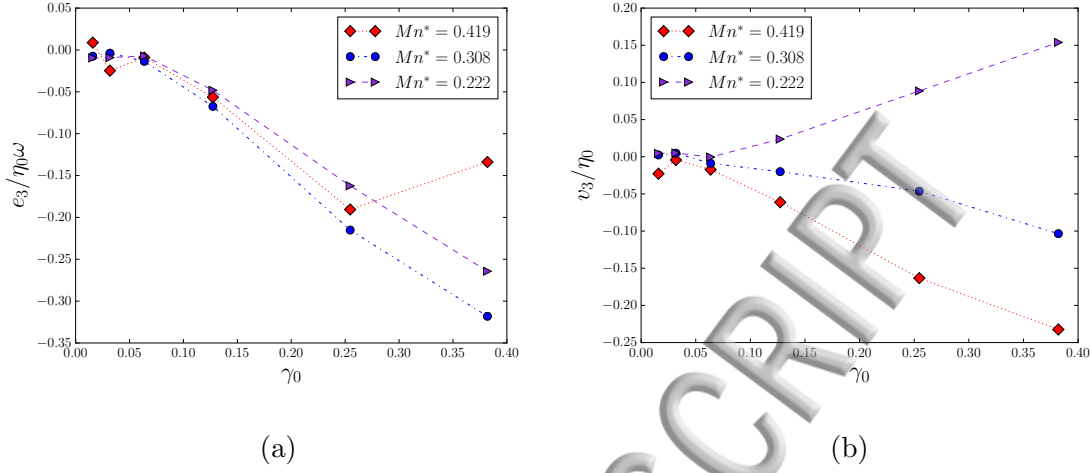 0.05
0.00
−0.05
−0.10
−0.15
−0.20
−0.25
−0.30
−0.35
e₃/η₀ω
Mn* = 0.419
Mn* = 0.308
Mn* = 0.222
0.00 0.05 0.10 0.15 0.20 0.25 0.30 0.35 0.40
γ₀
(a)
0.20
0.15
0.10
0.05
0.00
−0.05
−0.10
−0.15
−0.20
−0.25
v₃/η₀
Mn* = 0.419
Mn* = 0.308
Mn* = 0.222
0.00 0.05 0.10 0.15 0.20 0.25 0.30 0.35 0.40
γ₀
(b)
SCRIPT